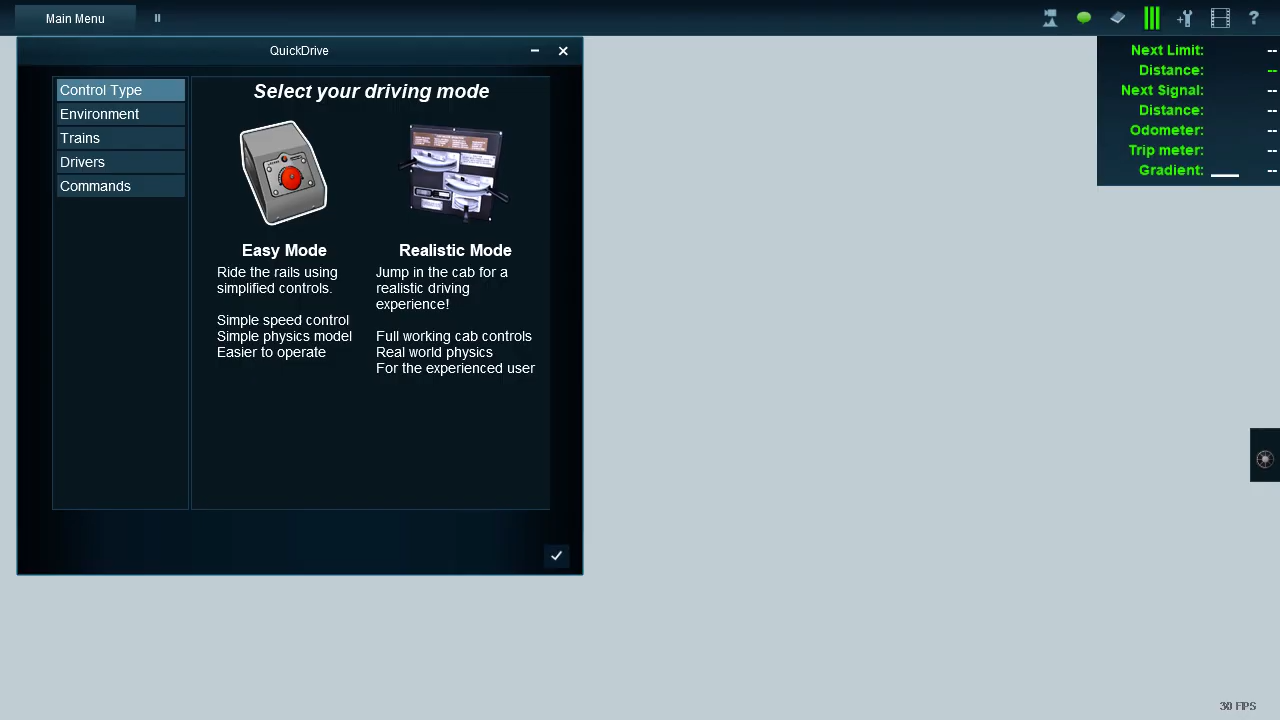 Main Menu
QuickDrive
Control Type
Environment
Trains
Drivers
Commands
Select your driving mode
Easy Mode
Ride the rails using
simplified controls.
Simple speed control
Simple physics model
Easier to operate
Realistic Mode
Jump in the cab for a
realistic driving
experience!
Full working cab controls
Real world physics
For the experienced user
Next Limit: --
Distance: --
Next Signal: --
Distance: --
Odometer: --
Trip meter: --
Gradient: --
30 FPS